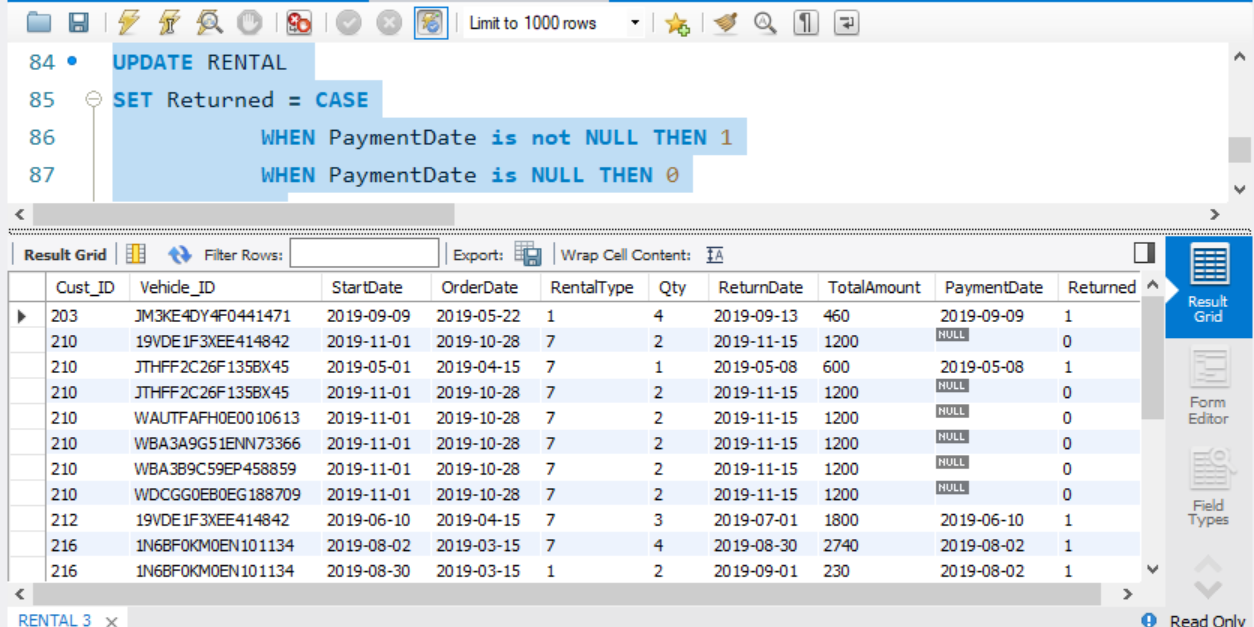 Limit to 1000 rows
84 UPDATE RENTAL
85 SET Returned = CASE
86 WHEN PaymentDate is not NULL THEN 1
87 WHEN PaymentDate is NULL THEN 0
Result Grid Filter Rows: Export: Wrap Cell Content:
Cust_ID Vehicle_ID StartDate OrderDate RentalType Qty ReturnDate TotalAmount PaymentDate Returned
203 JM3KE4DY4F0441471 2019-09-09 2019-05-22 1 4 2019-09-13 460 2019-09-09 1
210 19VDE1F3XEE414842 2019-11-01 2019-10-28 7 2 2019-11-15 1200 NULL 0
210 JTHFF2C26F135BX45 2019-05-01 2019-04-15 7 1 2019-05-08 600 2019-05-08 1
210 JTHFF2C26F135BX45 2019-11-01 2019-10-28 7 2 2019-11-15 1200 NULL 0
210 WAUTFAFH0E0010613 2019-11-01 2019-10-28 7 2 2019-11-15 1200 NULL 0
210 WBA3A9G51ENN73366 2019-11-01 2019-10-28 7 2 2019-11-15 1200 NULL 0
210 WBA3B9C59EP458859 2019-11-01 2019-10-28 7 2 2019-11-15 1200 NULL 0
210 WDCGG0EB0EG188709 2019-11-01 2019-10-28 7 2 2019-11-15 1200 NULL 0
212 19VDE1F3XEE414842 2019-06-10 2019-04-15 7 3 2019-07-01 1800 2019-06-10 1
216 1N6BF0KM0EN101134 2019-08-02 2019-03-15 7 4 2019-08-30 2740 2019-08-02 1
216 1N6BF0KM0EN101134 2019-08-30 2019-03-15 1 2 2019-09-01 230 2019-08-02 1
Result
Grid
Form
Editor
Field
Types
RENTAL 3
Read Only